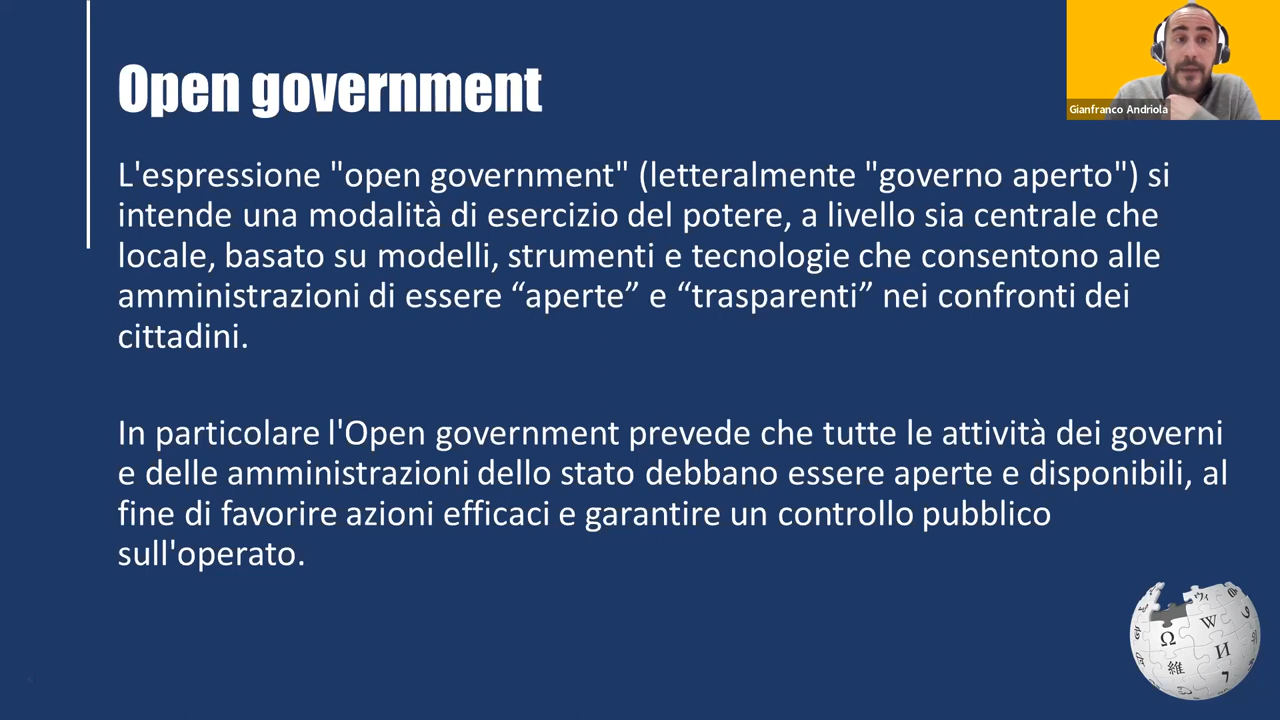 Open government
Gianfranco Andriola
L'espressione "open government" (letteralmente "governo aperto") si
intende una modalità di esercizio del potere, a livello sia centrale che
locale, basato su modelli, strumenti e tecnologie che consentono alle
amministrazioni di essere “aperte” e “trasparenti” nei confronti dei
cittadini.
In particolare l'Open government prevede che tutte le attività dei governi
e delle amministrazioni dello stato debbano essere aperte e disponibili, al
fine di favorire azioni efficaci e garantire un controllo pubblico
sull'operato.
Ω W
維 И